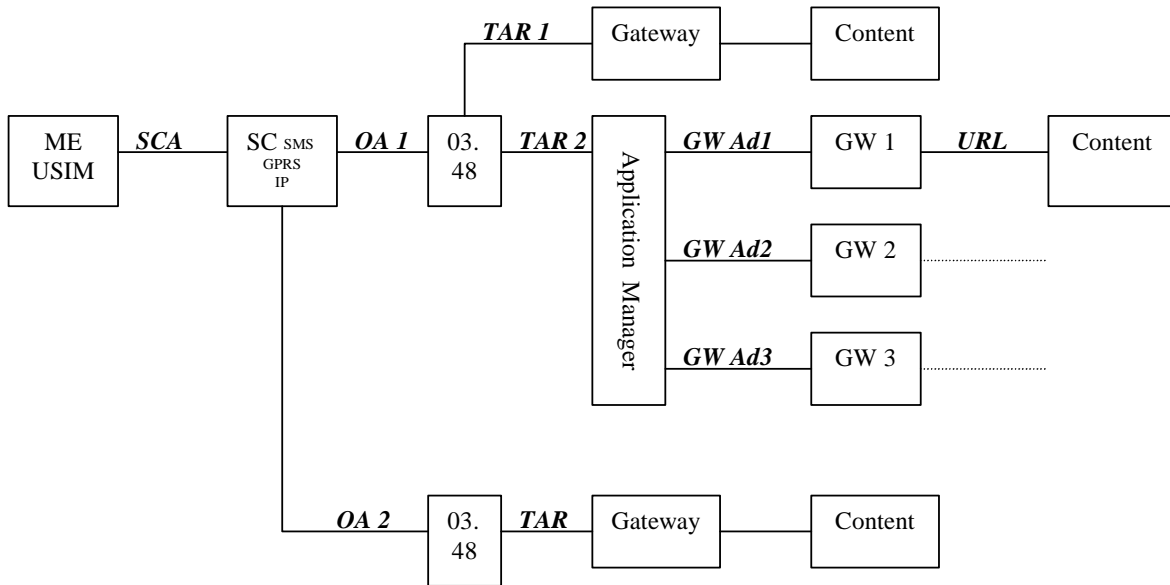 TAR 1
Gateway
Content
ME
USIM
SCA
SC SMS
GPRS
IP
OA 1
03.
48
TAR 2
Application Manager
GW Ad1
GW 1
URL
Content
GW Ad2
GW 2
GW Ad3
GW 3
OA 2
03.
48
TAR
Gateway
Content